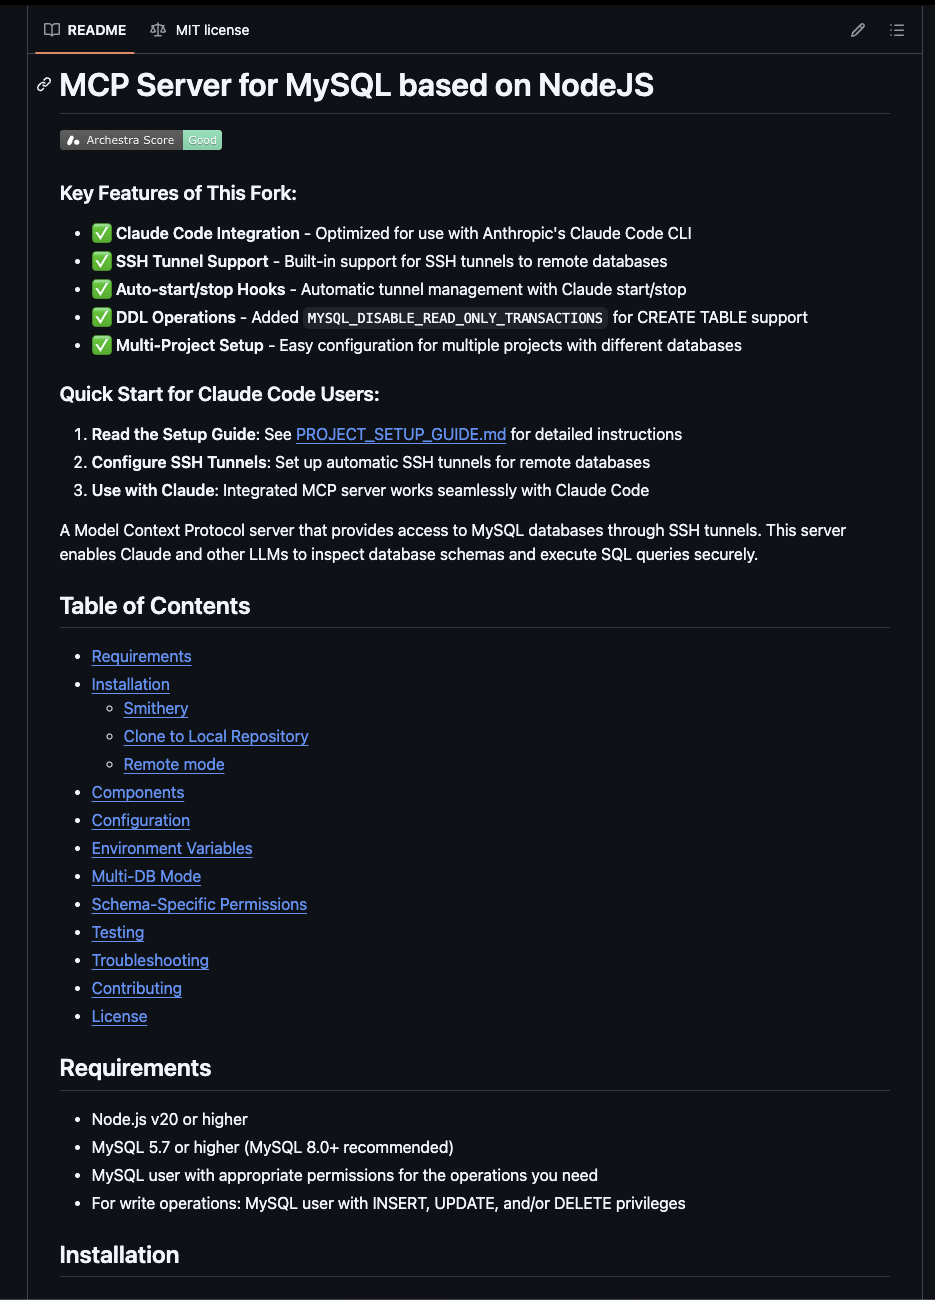 README
MIT license
MCP Server for MySQL based on NodeJS
Archestra Score Good
Key Features of This Fork:
• ✅ Claude Code Integration - Optimized for use with Anthropic's Claude Code CLI
• ✅ SSH Tunnel Support - Built-in support for SSH tunnels to remote databases
• ✅ Auto-start/stop Hooks - Automatic tunnel management with Claude start/stop
• ✅ DDL Operations - Added MYSQL_DISABLE_READ_ONLY_TRANSACTIONS for CREATE TABLE support
• ✅ Multi-Project Setup - Easy configuration for multiple projects with different databases
Quick Start for Claude Code Users:
1. Read the Setup Guide: See PROJECT_SETUP_GUIDE.md for detailed instructions
2. Configure SSH Tunnels: Set up automatic SSH tunnels for remote databases
3. Use with Claude: Integrated MCP server works seamlessly with Claude Code
A Model Context Protocol server that provides access to MySQL databases through SSH tunnels. This server
enables Claude and other LLMs to inspect database schemas and execute SQL queries securely.
Table of Contents
• Requirements
• Installation
◦ Smithery
◦ Clone to Local Repository
◦ Remote mode
• Components
• Configuration
• Environment Variables
• Multi-DB Mode
• Schema-Specific Permissions
• Testing
• Troubleshooting
• Contributing
• License
Requirements
• Node.js v20 or higher
• MySQL 5.7 or higher (MySQL 8.0+ recommended)
• MySQL user with appropriate permissions for the operations you need
• For write operations: MySQL user with INSERT, UPDATE, and/or DELETE privileges
Installation